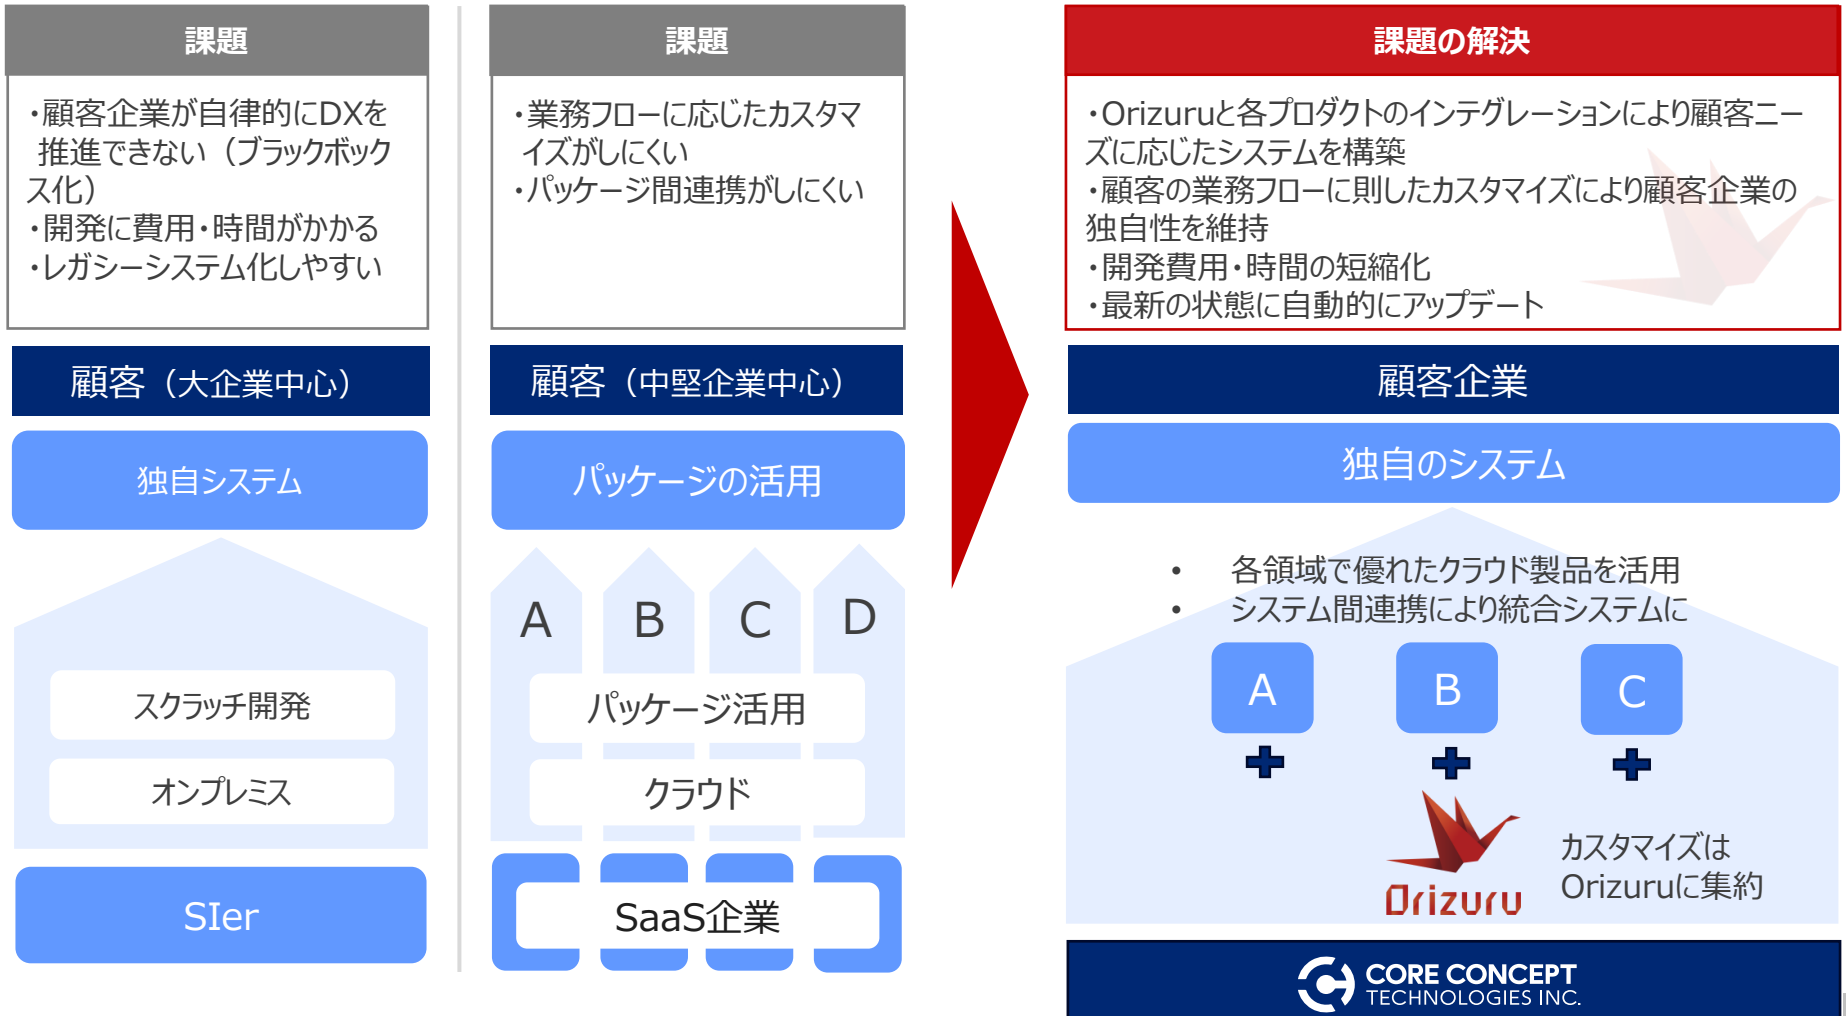 課題
・顧客企業が自律的にDXを
推進できない（ブラックボック
ス化）
・開発に費用・時間がかかる
・レガシーシステム化しやすい
顧客（大企業中心）
独自システム
スクラッチ開発
オンプレミス
SIer
課題
・業務フローに応じたカスタマ
イズがしにくい
・パッケージ間連携がしにくい
顧客（中堅企業中心）
パッケージの活用
A B C D
パッケージ活用
クラウド
SaaS企業
課題の解決
・Orizuruと各プロダクトのインテグレーションにより顧客ニー
ズに応じたシステムを構築
・顧客の業務フローに則したカスタマイズにより顧客企業の
独自性を維持
・開発費用・時間の短縮化
・最新の状態に自動的にアップデート
顧客企業
独自のシステム
• 各領域で優れたクラウド製品を活用
• システム間連携により統合システムに
A B C
Orizuru
カスタマイズは
Orizuruに集約
CORE CONCEPT
TECHNOLOGIES INC.